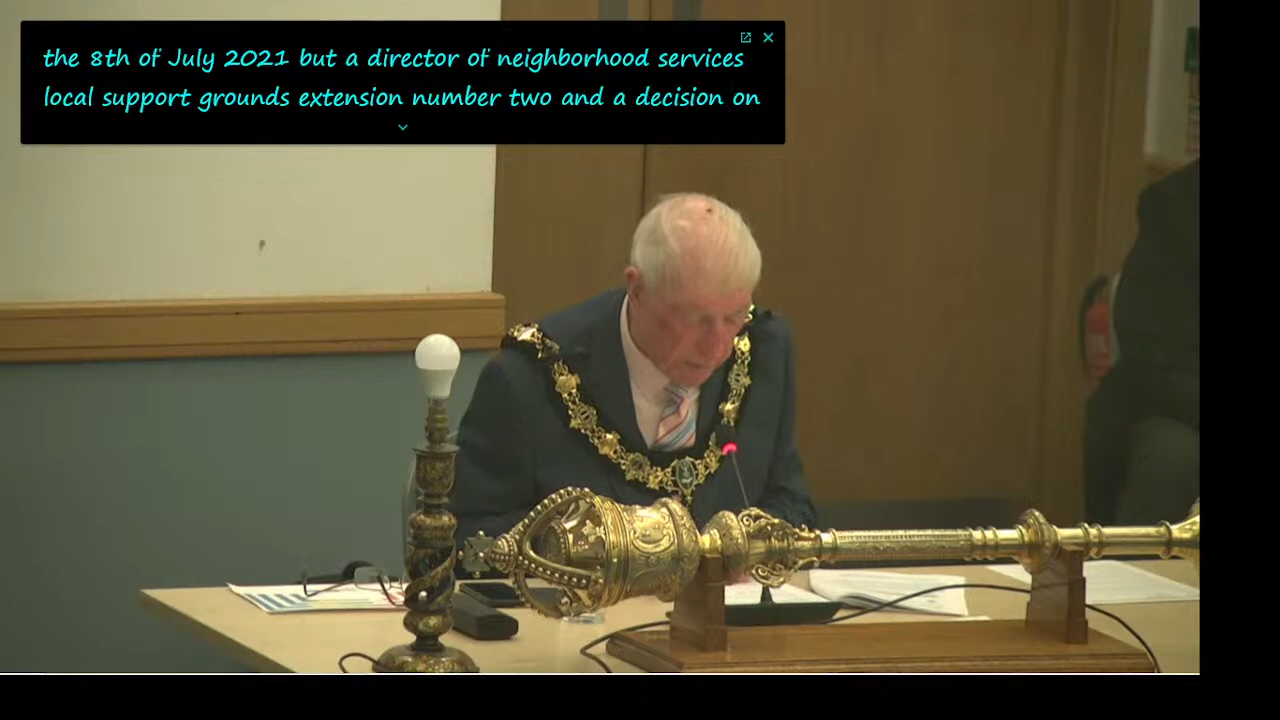 the 8th of July 2021 but a director of neighborhood services
local support grounds extension number two and a decision on